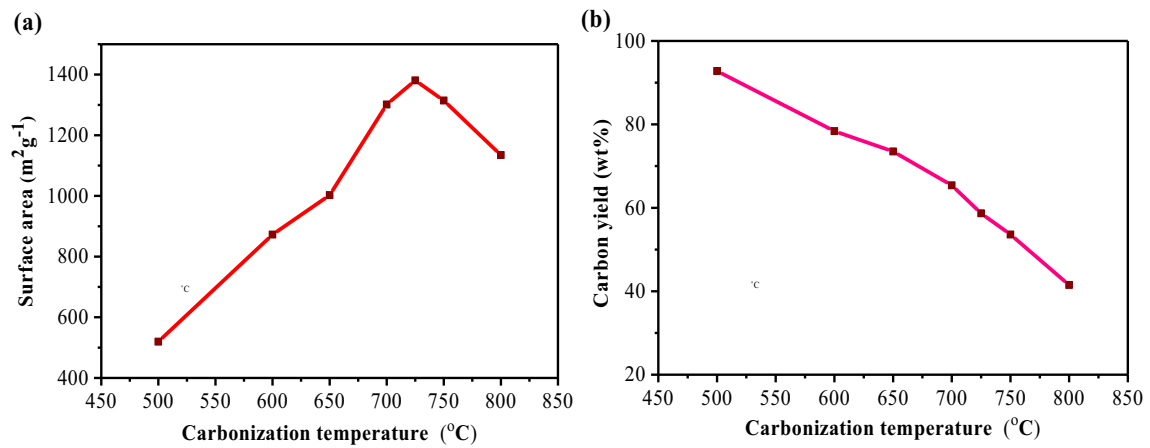 (a)
1400
1200
1000
800
600
400
Surface area (m²g⁻¹)
°C
450 500 550 600 650 700 750 800 850
Carbonization temperature (°C)
(b)
100
80
60
40
20
Carbon yield (wt%)
°C
450 500 550 600 650 700 750 800 850
Carbonization temperature (°C)